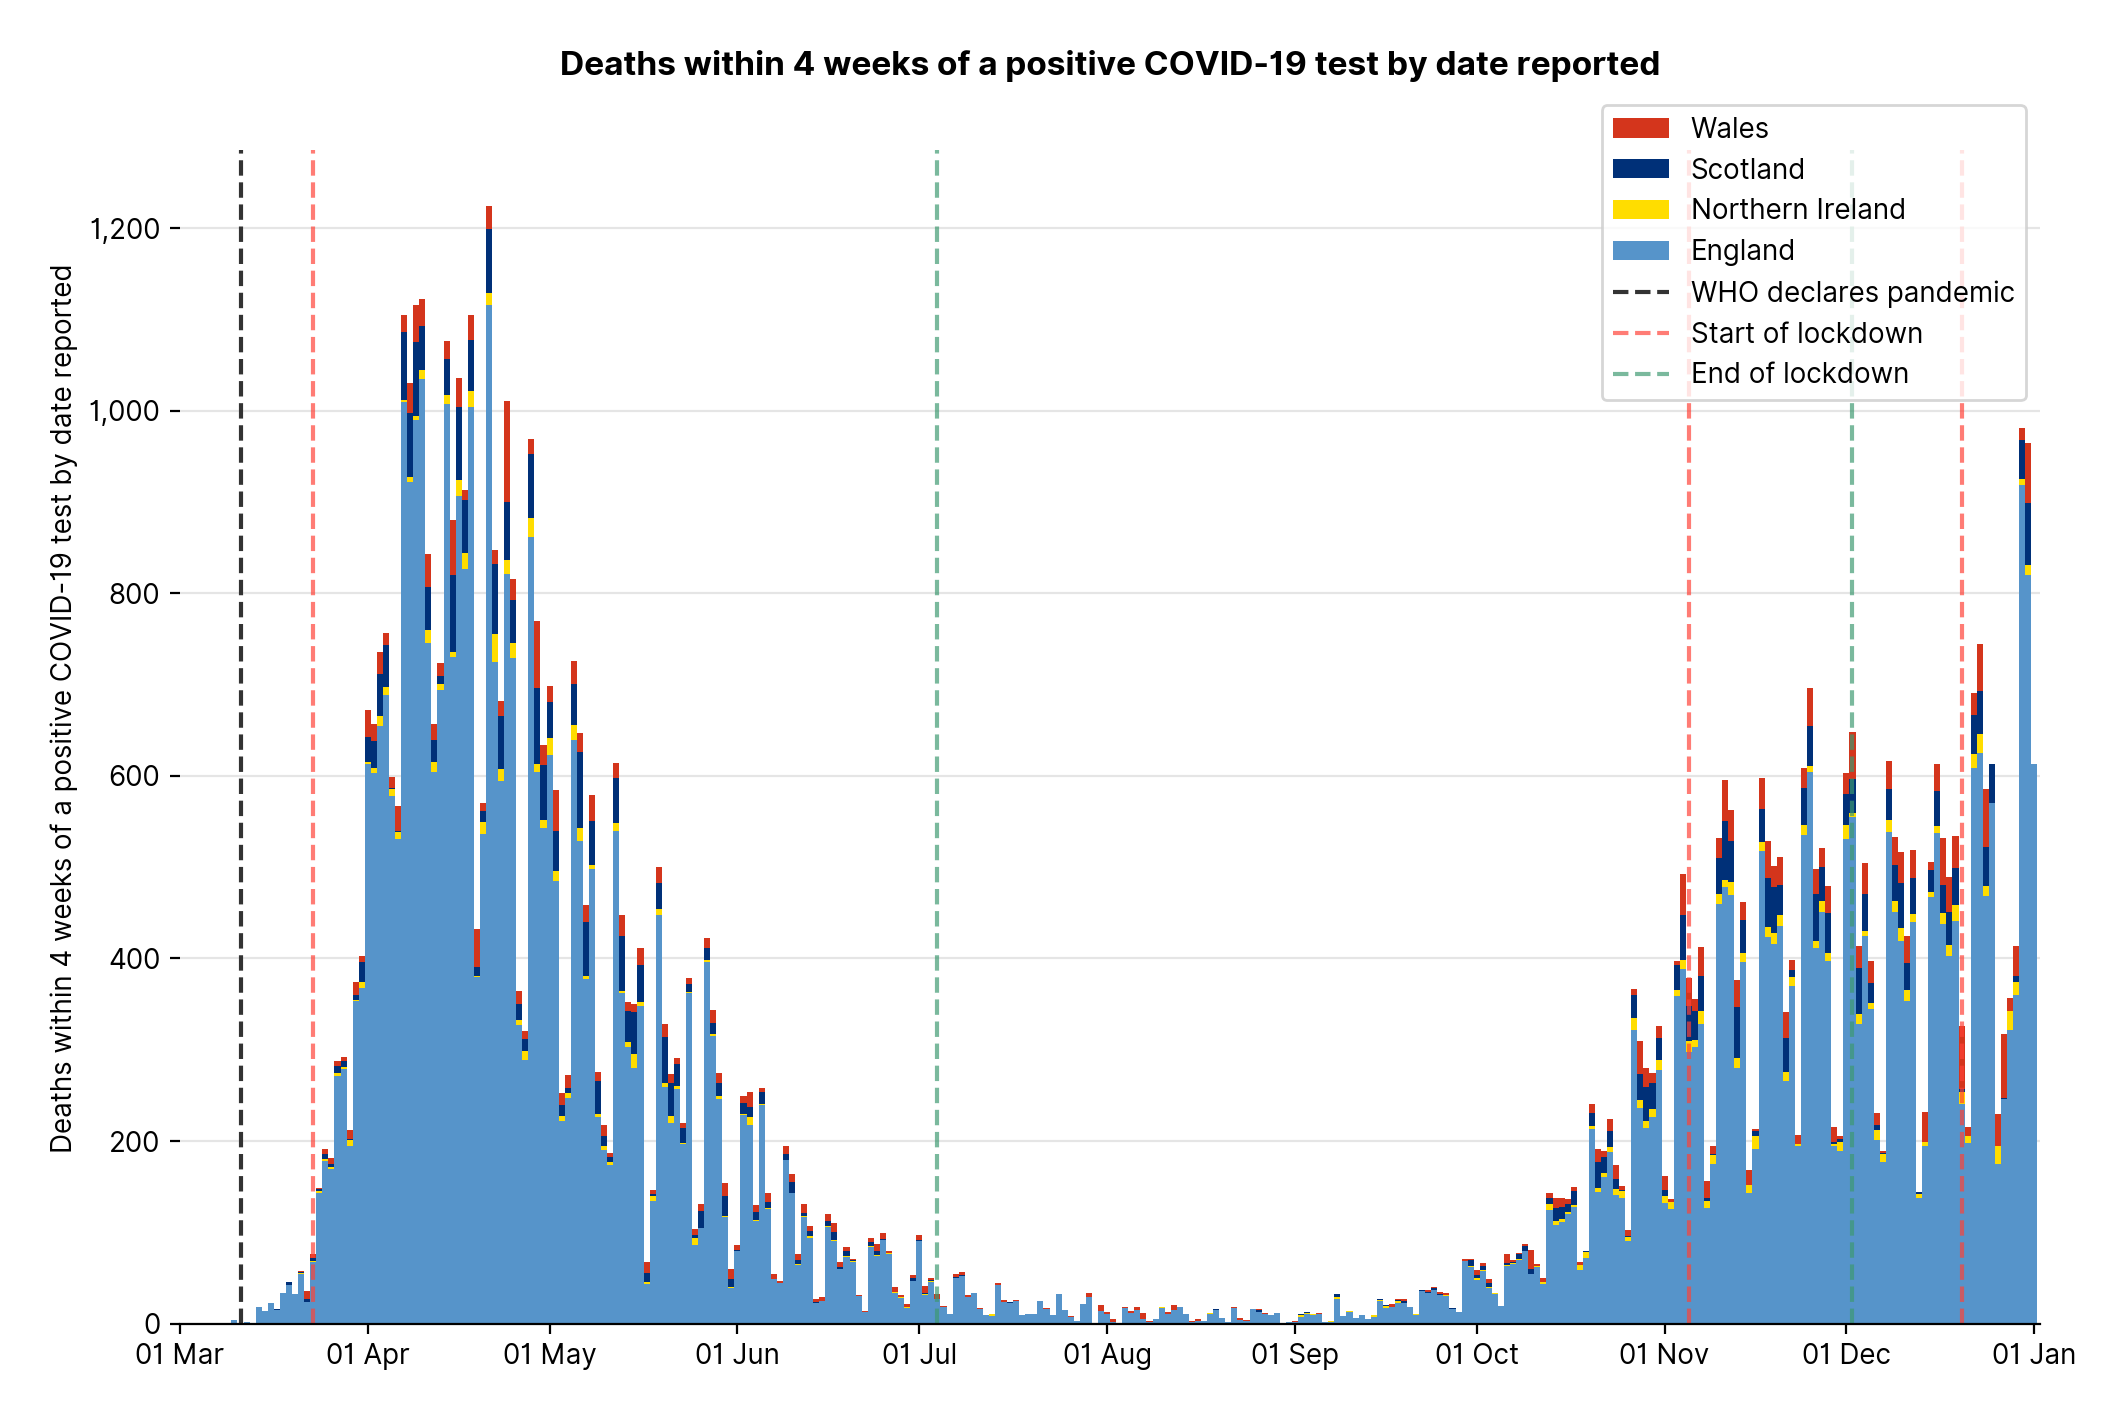 Deaths within 4 weeks of a positive COVID-19 test by date reported
Wales
Scotland
Northern Ireland
England
WHO declares pandemic
Start of lockdown
End of lockdown
Deaths within 4 weeks of a positive COVID-19 test by date reported
1,200
1,000
800
600
400
200
0
01 Mar
01 Apr
01 May
01 Jun
01 Jul
01 Aug
01 Sep
01 Oct
01 Nov
01 Dec
01 Jan